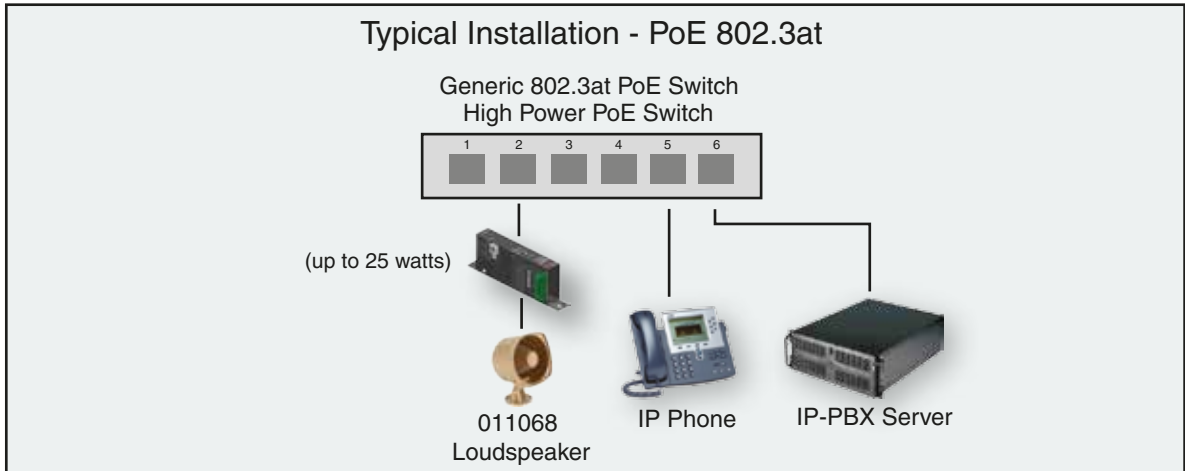 Typical Installation - PoE 802.3at
Generic 802.3at PoE Switch
High Power PoE Switch
1 2 3 4 5 6
(up to 25 watts)
011068
Loudspeaker
IP Phone
IP-PBX Server